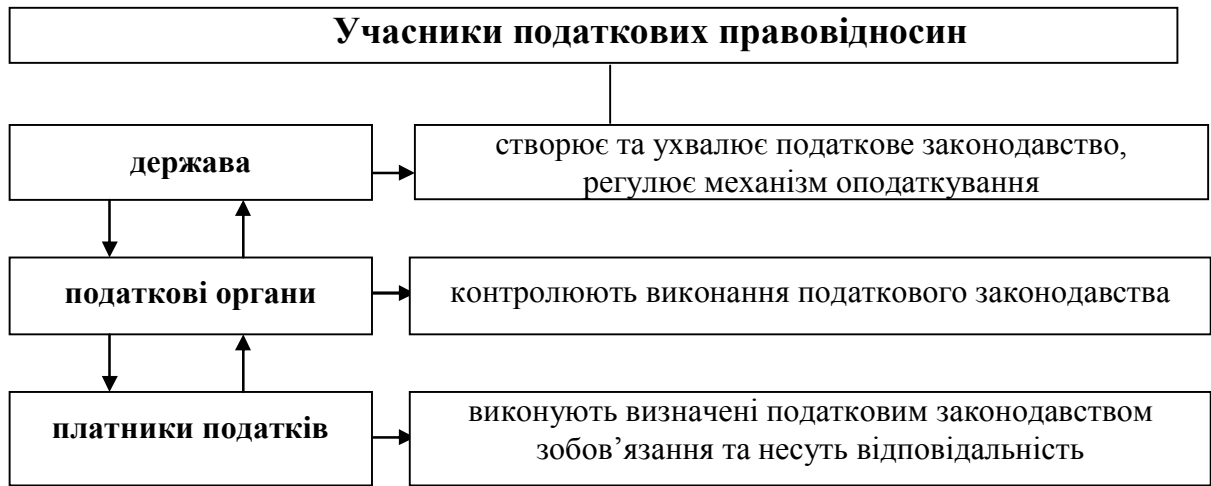 Учасники податкових правовідносин
держава
створює та ухвалює податкове законодавство,
регулює механізм оподаткування
податкові органи
контролюють виконання податкового законодавства
платники податків
виконують визначені податковим законодавством
зобов’язання та несуть відповідальність